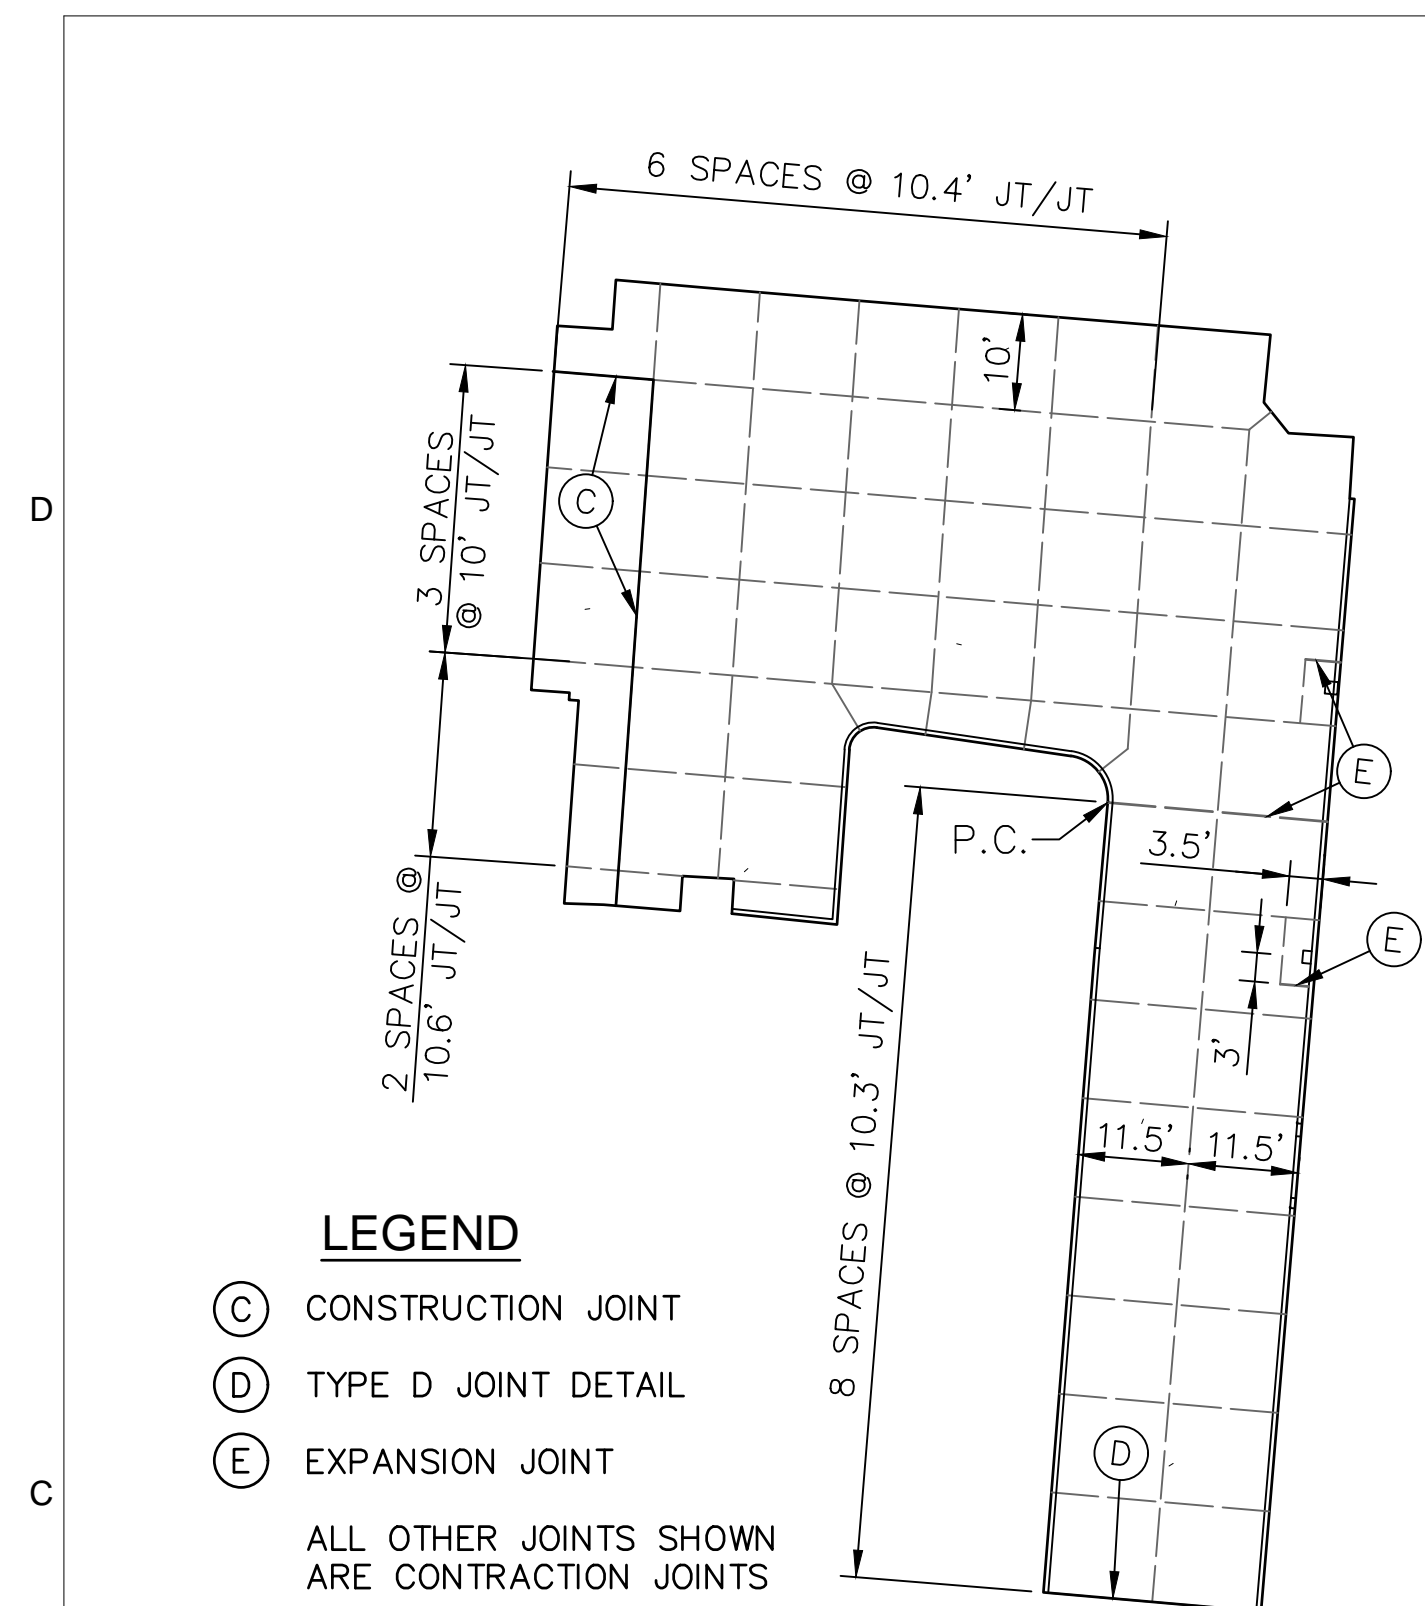 6 SPACES @ 10.4' JT/JT
10'
3 SPACES
@ 10' JT/JT
D
C
E
P.C.
3.5'
E
2 SPACES @
10.6' JT/JT
3'
8 SPACES @ 10.3' JT/JT
11.5' 11.5'
LEGEND
C CONSTRUCTION JOINT
D TYPE D JOINT DETAIL
E EXPANSION JOINT
D
C
ALL OTHER JOINTS SHOWN
ARE CONTRACTION JOINTS